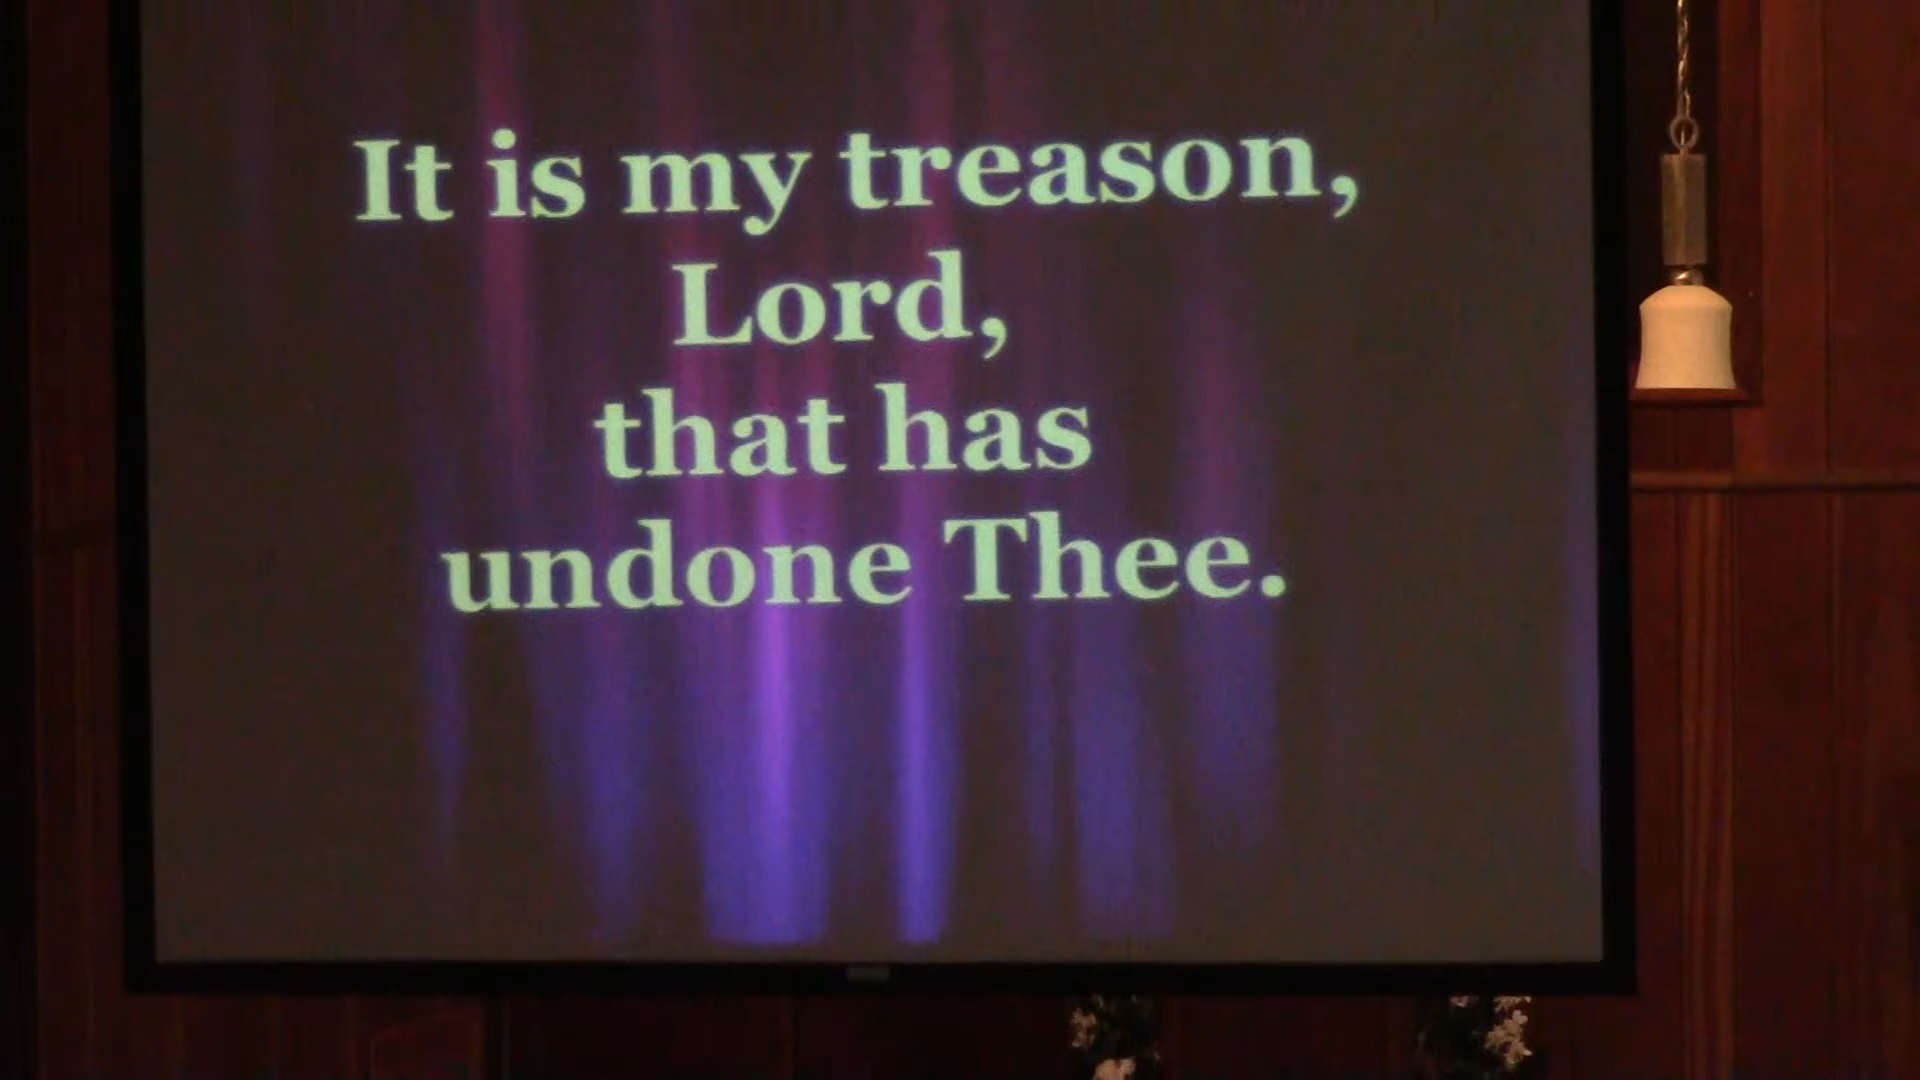 It is my treason,
Lord,
that has
undone Thee.